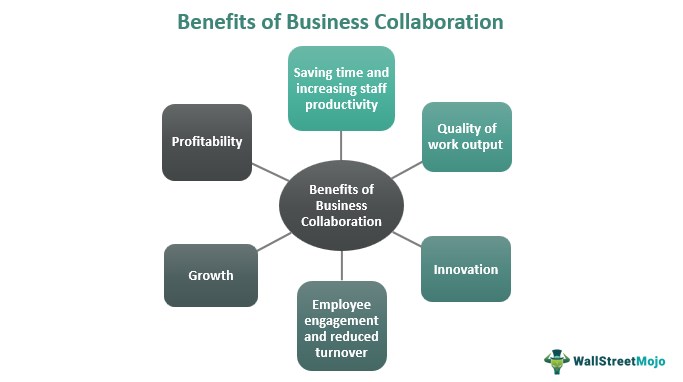 Benefits of Business Collaboration
Saving time and
increasing staff
productivity
Profitability
Quality of
work output
Benefits of
Business
Collaboration
Growth
Innovation
Employee
engagement
and reduced
turnover
WallStreetMojo